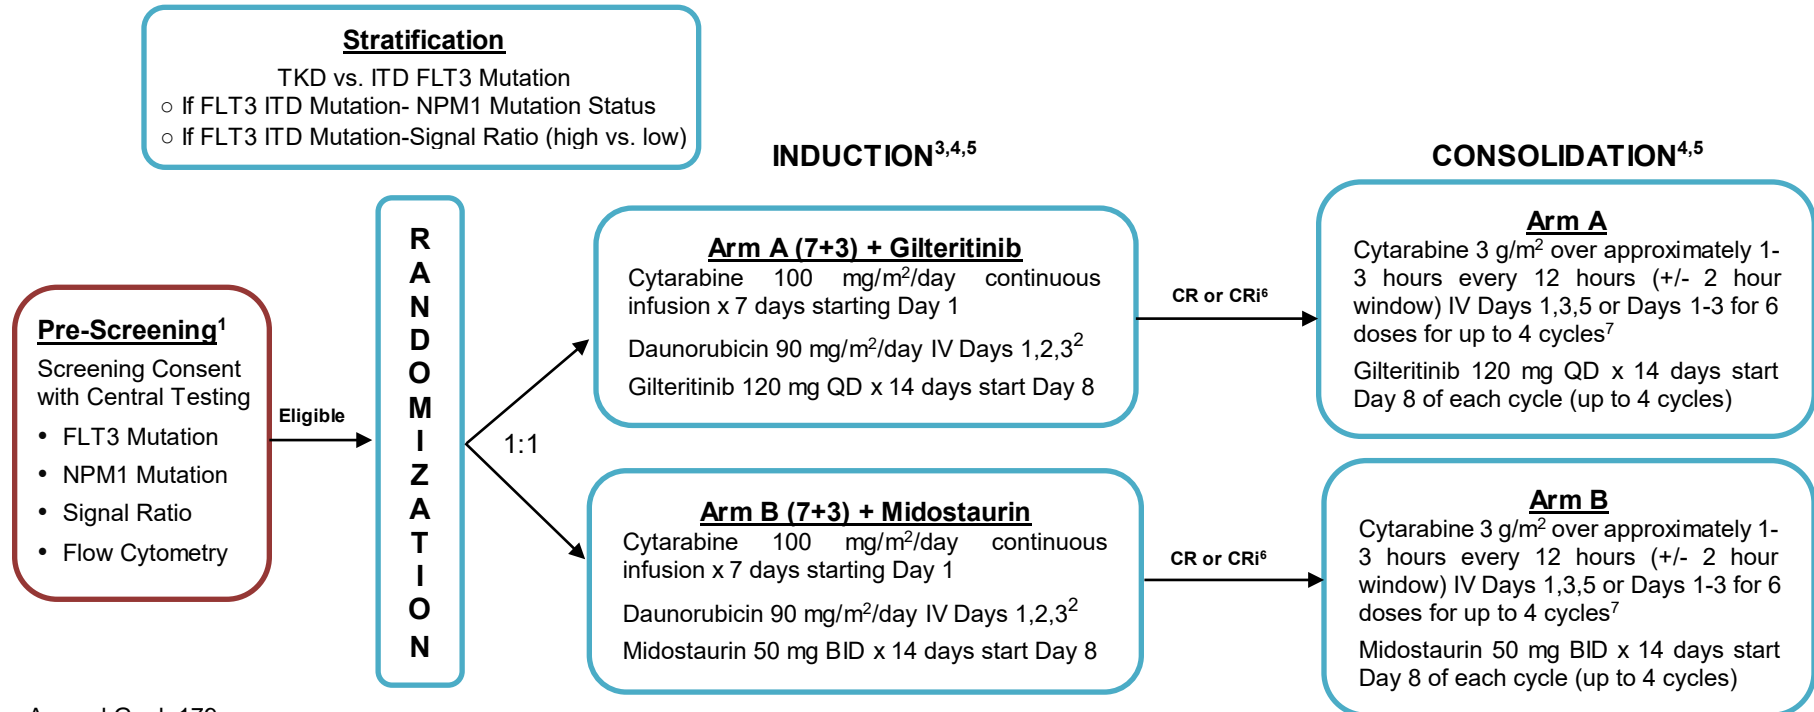 Stratification
TKD vs. ITD FLT3 Mutation
○ If FLT3 ITD Mutation- NPM1 Mutation Status
○ If FLT3 ITD Mutation-Signal Ratio (high vs. low)
INDUCTION3,4,5
CONSOLIDATION4,5
Pre-Screening1
Screening Consent
with Central Testing
• FLT3 Mutation
• NPM1 Mutation
• Signal Ratio
• Flow Cytometry
Eligible
R
A
N
D
O
M
I
Z
A
T
I
O
N
1:1
Arm A (7+3) + Gilteritinib
Cytarabine 100 mg/m2/day continuous
infusion x 7 days starting Day 1
Daunorubicin 90 mg/m2/day IV Days 1,2,32
Gilteritinib 120 mg QD x 14 days start Day 8
CR or CRi6
Arm A
Cytarabine 3 g/m2 over approximately 1-
3 hours every 12 hours (+/- 2 hour
window) IV Days 1,3,5 or Days 1-3 for 6
doses for up to 4 cycles7
Gilteritinib 120 mg QD x 14 days start
Day 8 of each cycle (up to 4 cycles)
Arm B (7+3) + Midostaurin
Cytarabine 100 mg/m2/day continuous
infusion x 7 days starting Day 1
Daunorubicin 90 mg/m2/day IV Days 1,2,32
Midostaurin 50 mg BID x 14 days start Day 8
CR or CRi6
Arm B
Cytarabine 3 g/m2 over approximately 1-
3 hours every 12 hours (+/- 2 hour
window) IV Days 1,3,5 or Days 1-3 for 6
doses for up to 4 cycles7
Midostaurin 50 mg BID x 14 days start
Day 8 of each cycle (up to 4 cycles)